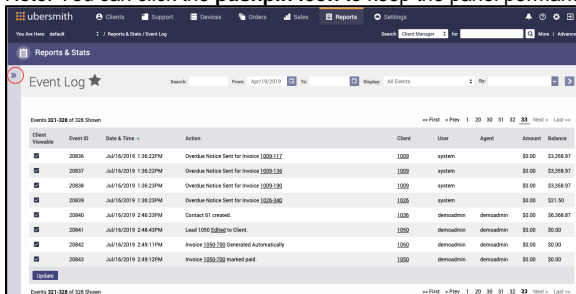 Note: You can click the pushpin icon to keep the panel
ubersmith Clients Support Devices Orders Sales Reports Settings
You Are Here: default / Reports & Stats / Event Log Search Client Manager for More | Advance
Reports & Stats
Event Log Search: From: Apr/19/2019 To: Display: All Events By:
Events 321-328 of 328 Shown «« First « Prev 1 20 30 31 32 33 Next » Last »»
Client Viewable Event ID Date & Time Action Client User Agent Amount Balance
20836 Jul/16/2019 1:36:22PM Overdue Notice Sent for Invoice 1009-117 1009 system $0.00 $3,358.97
20837 Jul/16/2019 1:36:22PM Overdue Notice Sent for Invoice 1009-136 1009 system $0.00 $3,358.97
20838 Jul/16/2019 1:36:23PM Overdue Notice Sent for Invoice 1009-190 1009 system $0.00 $3,358.97
20839 Jul/16/2019 1:36:23PM Overdue Notice Sent for Invoice 1026-340 1026 system $0.00 $21.50
20840 Jul/16/2019 2:46:23PM Contact 61 created. 1036 demoadmin demoadmin $0.00 $6,368.87
20841 Jul/16/2019 2:48:43PM Lead 1050 Edited to Client. 1050 demoadmin demoadmin $0.00 $0.00
20842 Jul/16/2019 2:49:11PM Invoice 1050-700 Generated Automatically 1050 demoadmin demoadmin $0.00 $0.00
20843 Jul/16/2019 2:49:12PM Invoice 1050-700 marked paid. 1050 demoadmin demoadmin $0.00 $0.00
Update
Events 321-328 of 328 Shown «« First « Prev 1 20 30 31 32 33 Next » Last »»